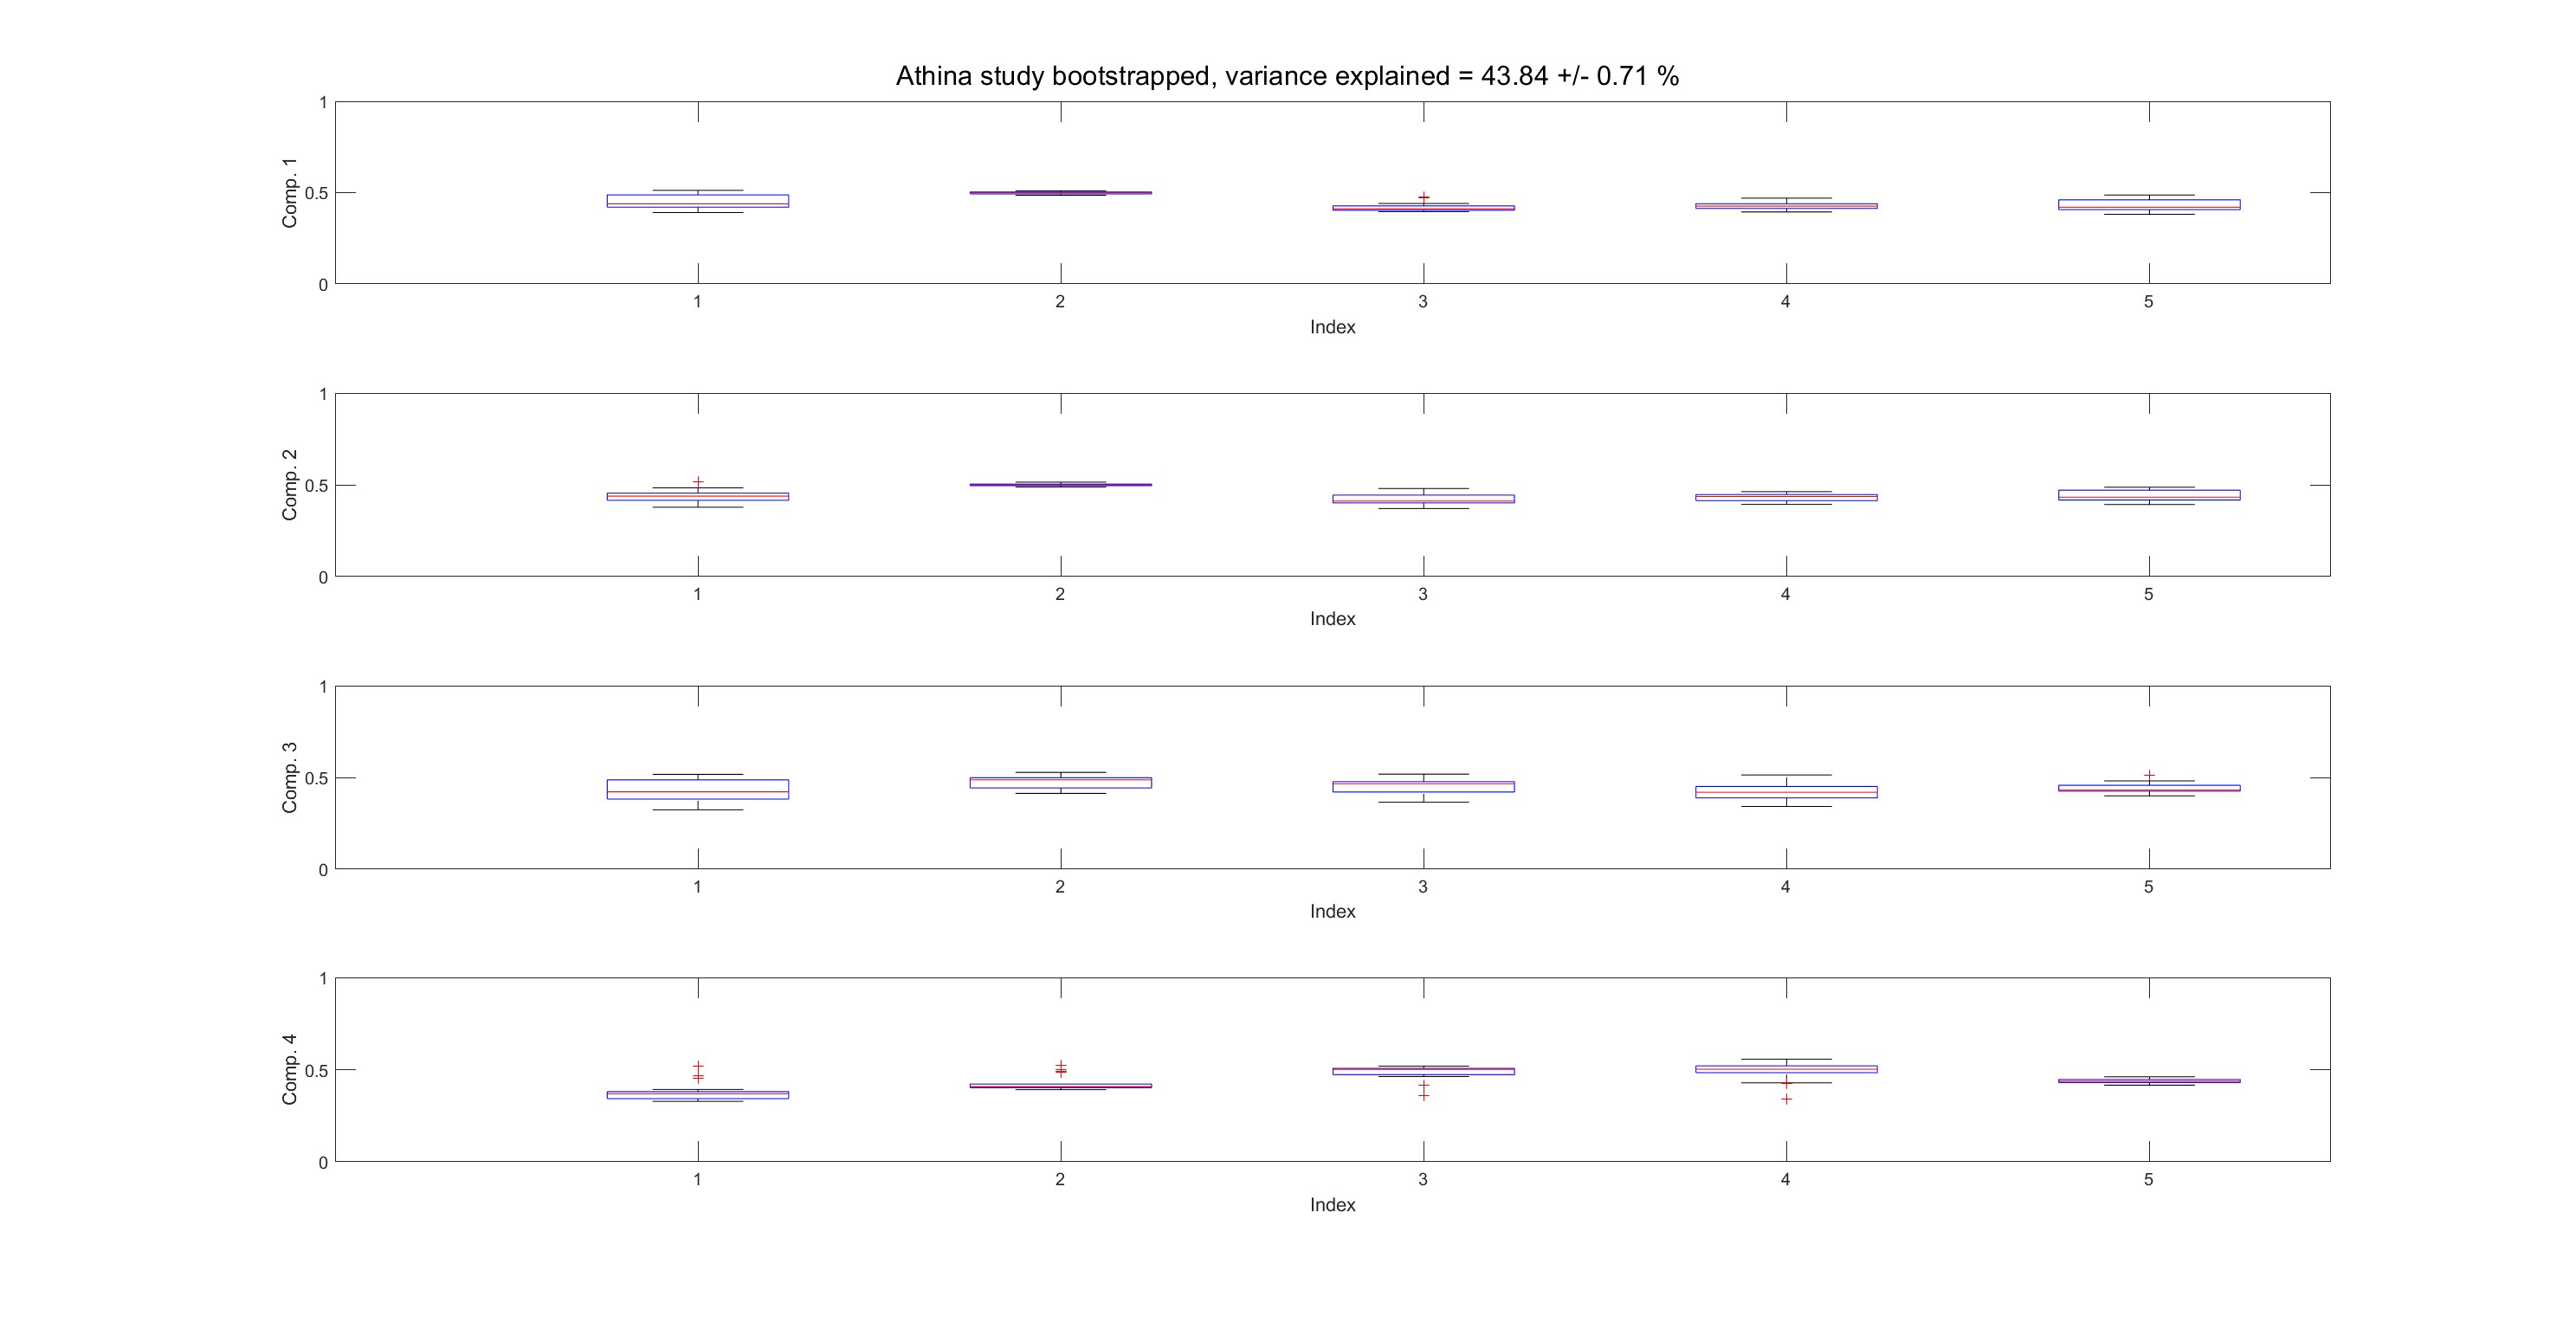 Athina study bootstrapped, variance explained = 43.84 +/- 0.71 %
1
0.5
0
Comp. 1
1 2 3 4 5
Index
1
0.5
0
Comp. 2
1 2 3 4 5
Index
1
0.5
0
Comp. 3
1 2 3 4 5
Index
1
0.5
0
Comp. 4
1 2 3 4 5
Index